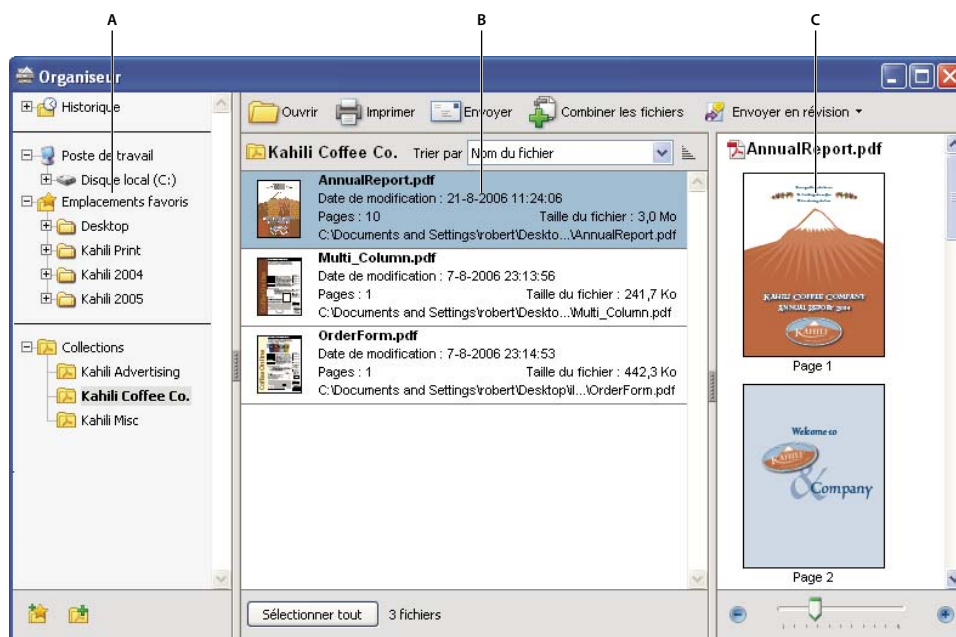 A
B
C
Organiseur
Historique
Poste de travail
Disque local (C:)
Emplacements favoris
Desktop
Kahili Print
Kahili 2004
Kahili 2005
Collections
Kahili Advertising
Kahili Coffee Co.
Kahili Misc
Ouvrir Imprimer Envoyer Combiner les fichiers Envoyer en révision
Kahili Coffee Co. Trier par Nom du fichier
AnnualReport.pdf
Date de modification : 21-8-2006 11:24:06
Pages : 10 Taille du fichier : 3,0 Mo
C:\Documents and Settings\robert\Deskto...\AnnualReport.pdf
Multi_Column.pdf
Date de modification : 7-8-2006 23:13:56
Pages : 1 Taille du fichier : 241,7 Ko
C:\Documents and Settings\robert\Deskto...\Multi_Column.pdf
OrderForm.pdf
Date de modification : 7-8-2006 23:14:53
Pages : 1 Taille du fichier : 442,3 Ko
C:\Documents and Settings\robert\Desktop\il...\OrderForm.pdf
Sélectionner tout 3 fichiers
AnnualReport.pdf
KAHILI COFFEE COMPANY
ANNUAL REPORT
KAHILI
Page 1
Welcome to
KAHILI
& Company
Page 2